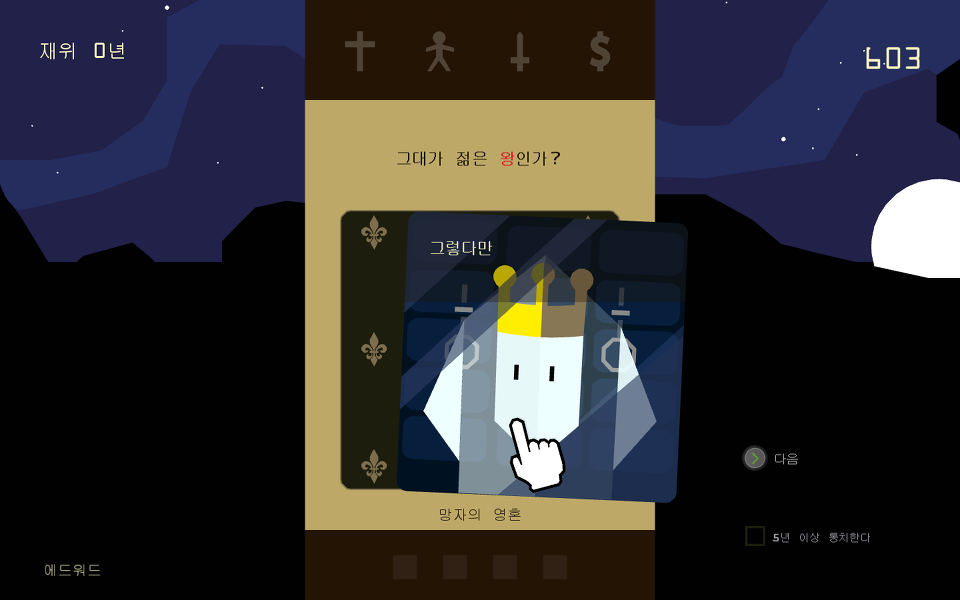 재위 0년
603
그대가 젊은 왕인가?
그렇다만
망자의 영혼
다음
5년 이상 통치한다
에드워드